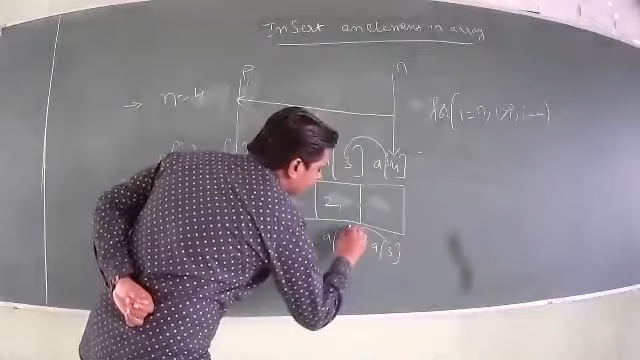 Insert an element in array
P
n
n=4
for(i=n, i>P, i--)
3] a[4]
2,
a[ a[3]